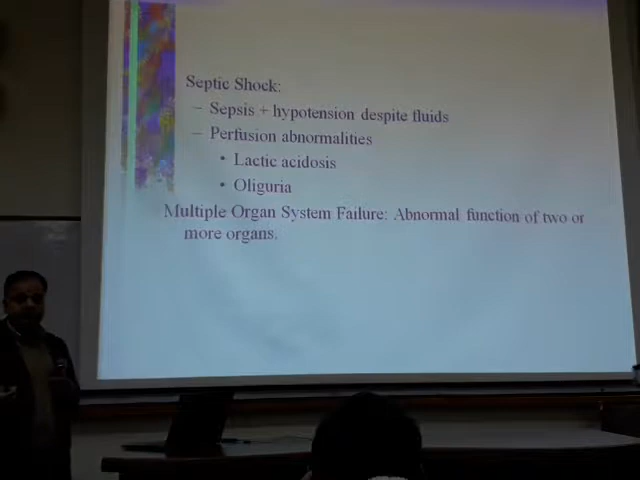 Septic Shock:
– Sepsis + hypotension despite fluids
– Perfusion abnormalities
• Lactic acidosis
• Oliguria
Multiple Organ System Failure: Abnormal function of two or
more organs.